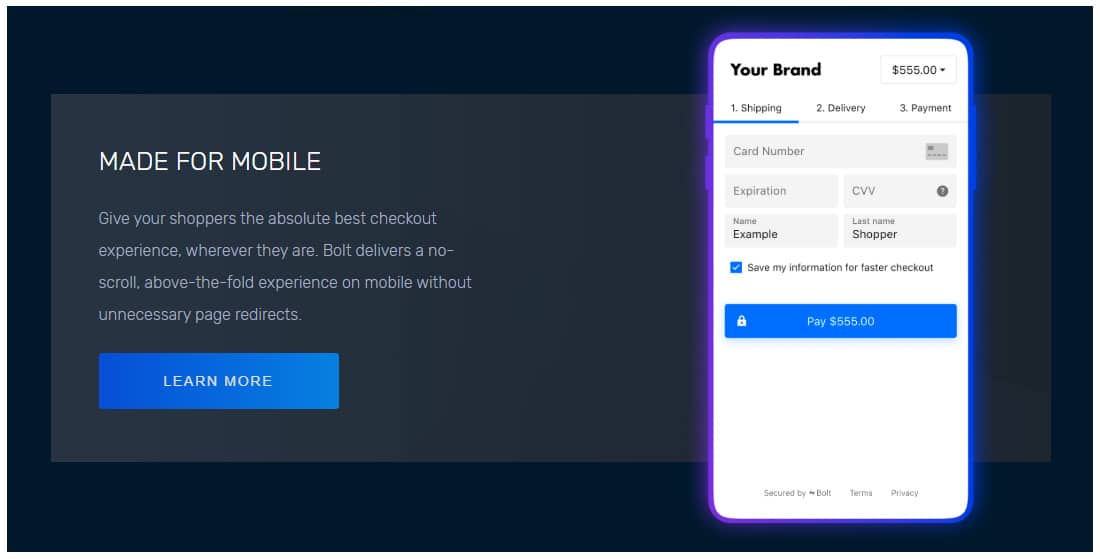 MADE FOR MOBILE
Give your shoppers the absolute best checkout
experience, wherever they are. Bolt delivers a no-
scroll, above-the-fold experience on mobile without
unnecessary page redirects.
LEARN MORE
Your Brand
$555.00
1. Shipping 2. Delivery 3. Payment
Card Number
Expiration CVV ?
Name Last name
Example Shopper
Save my information for faster checkout
Pay $555.00
Secured by Bolt Terms Privacy